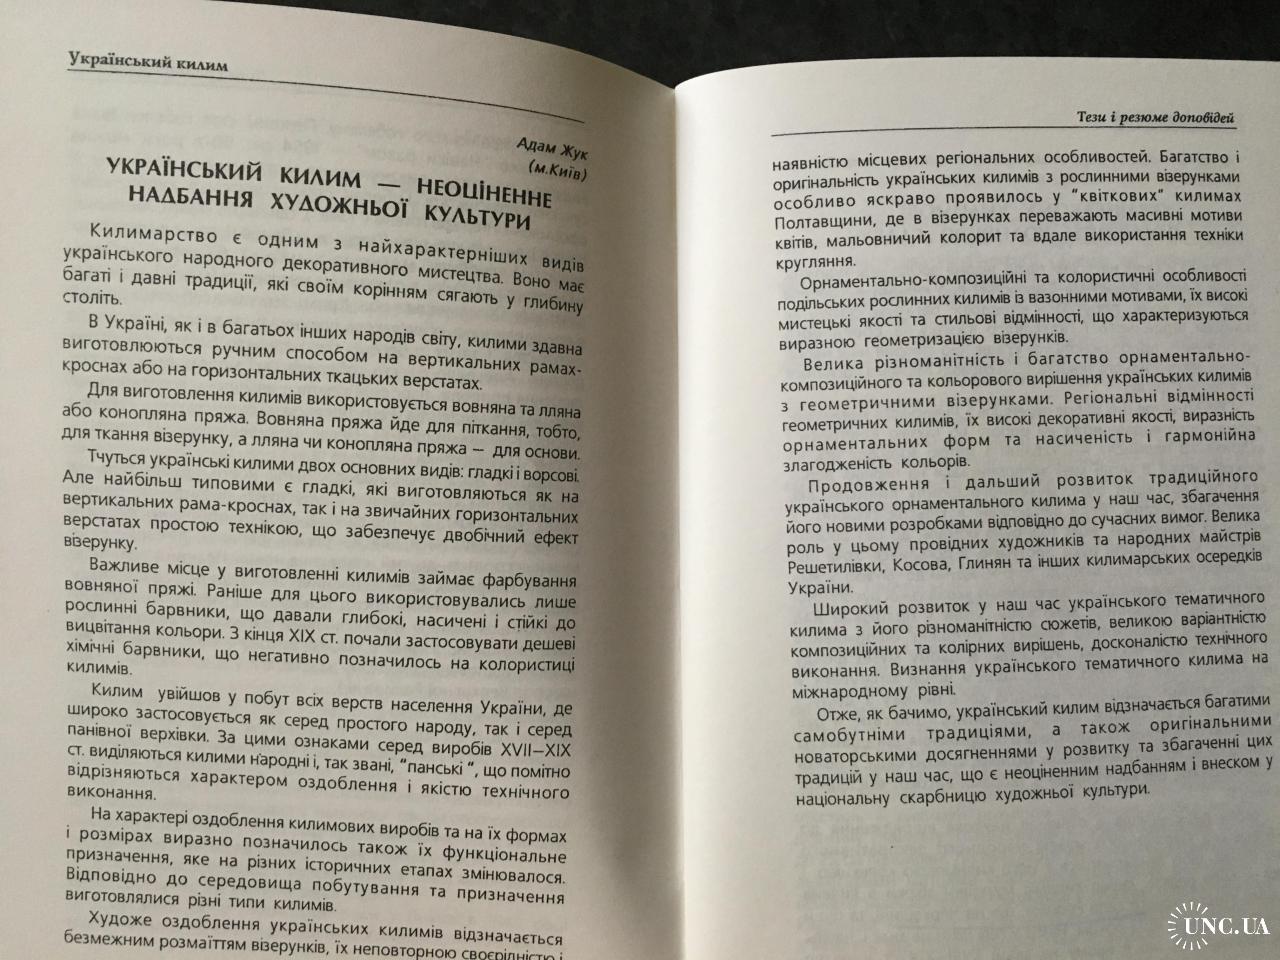 Український килим
Адам Жук
(м.Київ)
УКРАЇНСЬКИЙ КИЛИМ — НЕОЦІНЕННЕ
НАДБАННЯ ХУДОЖНЬОЇ КУЛЬТУРИ
Килимарство є одним з найхарактерніших видів
українського народного декоративного мистецтва. Воно має
багаті і давні традиції, які своїм корінням сягають у глибину
століть.
В Україні, як і в багатьох інших народів світу, килими здавна
виготовлюються ручним способом на вертикальних рамах-
кроснах або на горизонтальних ткацьких верстатах.
Для виготовлення килимів використовується вовняна та лляна
або конопляна пряжа. Вовняна пряжа йде для піткання, тобто,
для ткання візерунку, а лляна чи конопляна пряжа — для основи.
Тчуться українські килими двох основних видів: гладкі і ворсові.
Але найбільш типовими є гладкі, які виготовляються як на
вертикальних рама-кроснах, так і на звичайних горизонтальних
верстатах простою технікою, що забезпечує двобічний ефект
візерунку.
Важливе місце у виготовленні килимів займає фарбування
вовняної пряжі. Раніше для цього використовувались лише
рослинні барвники, що давали глибокі, насичені і стійкі до
вицвітання кольори. З кінця XIX ст. почали застосовувати дешеві
хімічні барвники, що негативно позначилось на колористиці
килимів.
Килим увійшов у побут всіх верств населення України, де
широко застосовується як серед простого народу, так і серед
панівної верхівки. За цими ознаками серед виробів XVII—XIX
ст. виділяються килими народні і, так звані, "панські ", що помітно
відрізняються характером оздоблення і якістю технічного
виконання.
На характері оздоблення килимових виробів та на їх формах
і розмірах виразно позначилось також їх функціональне
призначення, яке на різних історичних етапах змінювалося.
Відповідно до середовища побутування та призначення
виготовлялися різні типи килимів.
Художе оздоблення українських килимів відзначається
безмежним розмаїттям візерунків, їх неповторною своєрідністю і
Тези і резюме доповідей
наявністю місцевих регіональних особливостей. Багатство і
оригінальність українських килимів з рослинними візерунками
особливо яскраво проявилось у "квіткових" килимах
Полтавщини, де в візерунках переважають масивні мотиви
квітів, мальовничий колорит та вдале використання техніки
кругляння.
Орнаментально-композиційні та колористичні особливості
подільських рослинних килимів із вазонними мотивами, їх високі
мистецькі якості та стильові відмінності, що характеризуються
виразною геометризацією візерунків.
Велика різноманітність і багатство орнаментально-
композиційного та кольорового вирішення українських килимів
з геометричними візерунками. Регіональні відмінності
геометричних килимів, їх високі декоративні якості, виразність
орнаментальних форм та насиченість і гармонійна
злагодженість кольорів.
Продовження і дальший розвиток традиційного
українського орнаментального килима у наш час, збагачення
його новими розробками відповідно до сучасних вимог. Велика
роль у цьому провідних художників та народних майстрів
Решетилівки, Косова, Глинян та інших килимарських осередків
України.
Широкий розвиток у наш час українського тематичного
килима з його різноманітністю сюжетів, великою варіантністю
композиційних та колірних вирішень, досконалістю технічного
виконання. Визнання українського тематичного килима на
міжнародному рівні.
Отже, як бачимо, український килим відзначається багатими
самобутніми традиціями, а також оригінальними
новаторськими досягненнями у розвитку та збагаченні цих
традицій у наш час, що є неоціненним надбанням і внеском у
національну скарбницю художньої культури.
UNC.UA